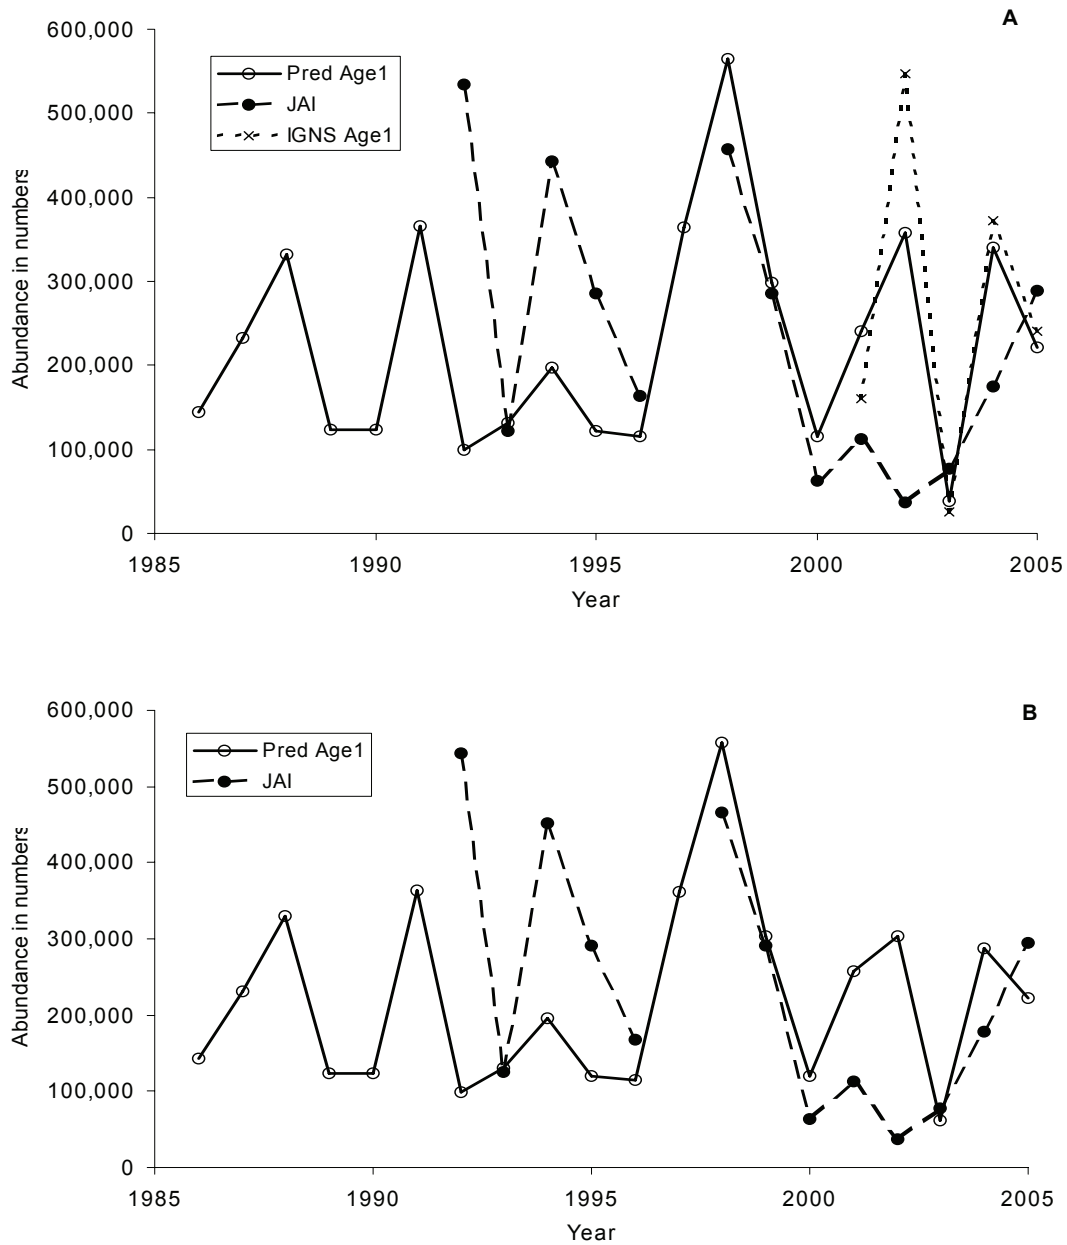 A
600,000
500,000
400,000
300,000
200,000
100,000
0
Abundance in numbers
Pred Age1
JAI
IGNS Age1
1985 1990 1995 2000 2005
Year
B
600,000
500,000
400,000
300,000
200,000
100,000
0
Abundance in numbers
Pred Age1
JAI
1985 1990 1995 2000 2005
Year